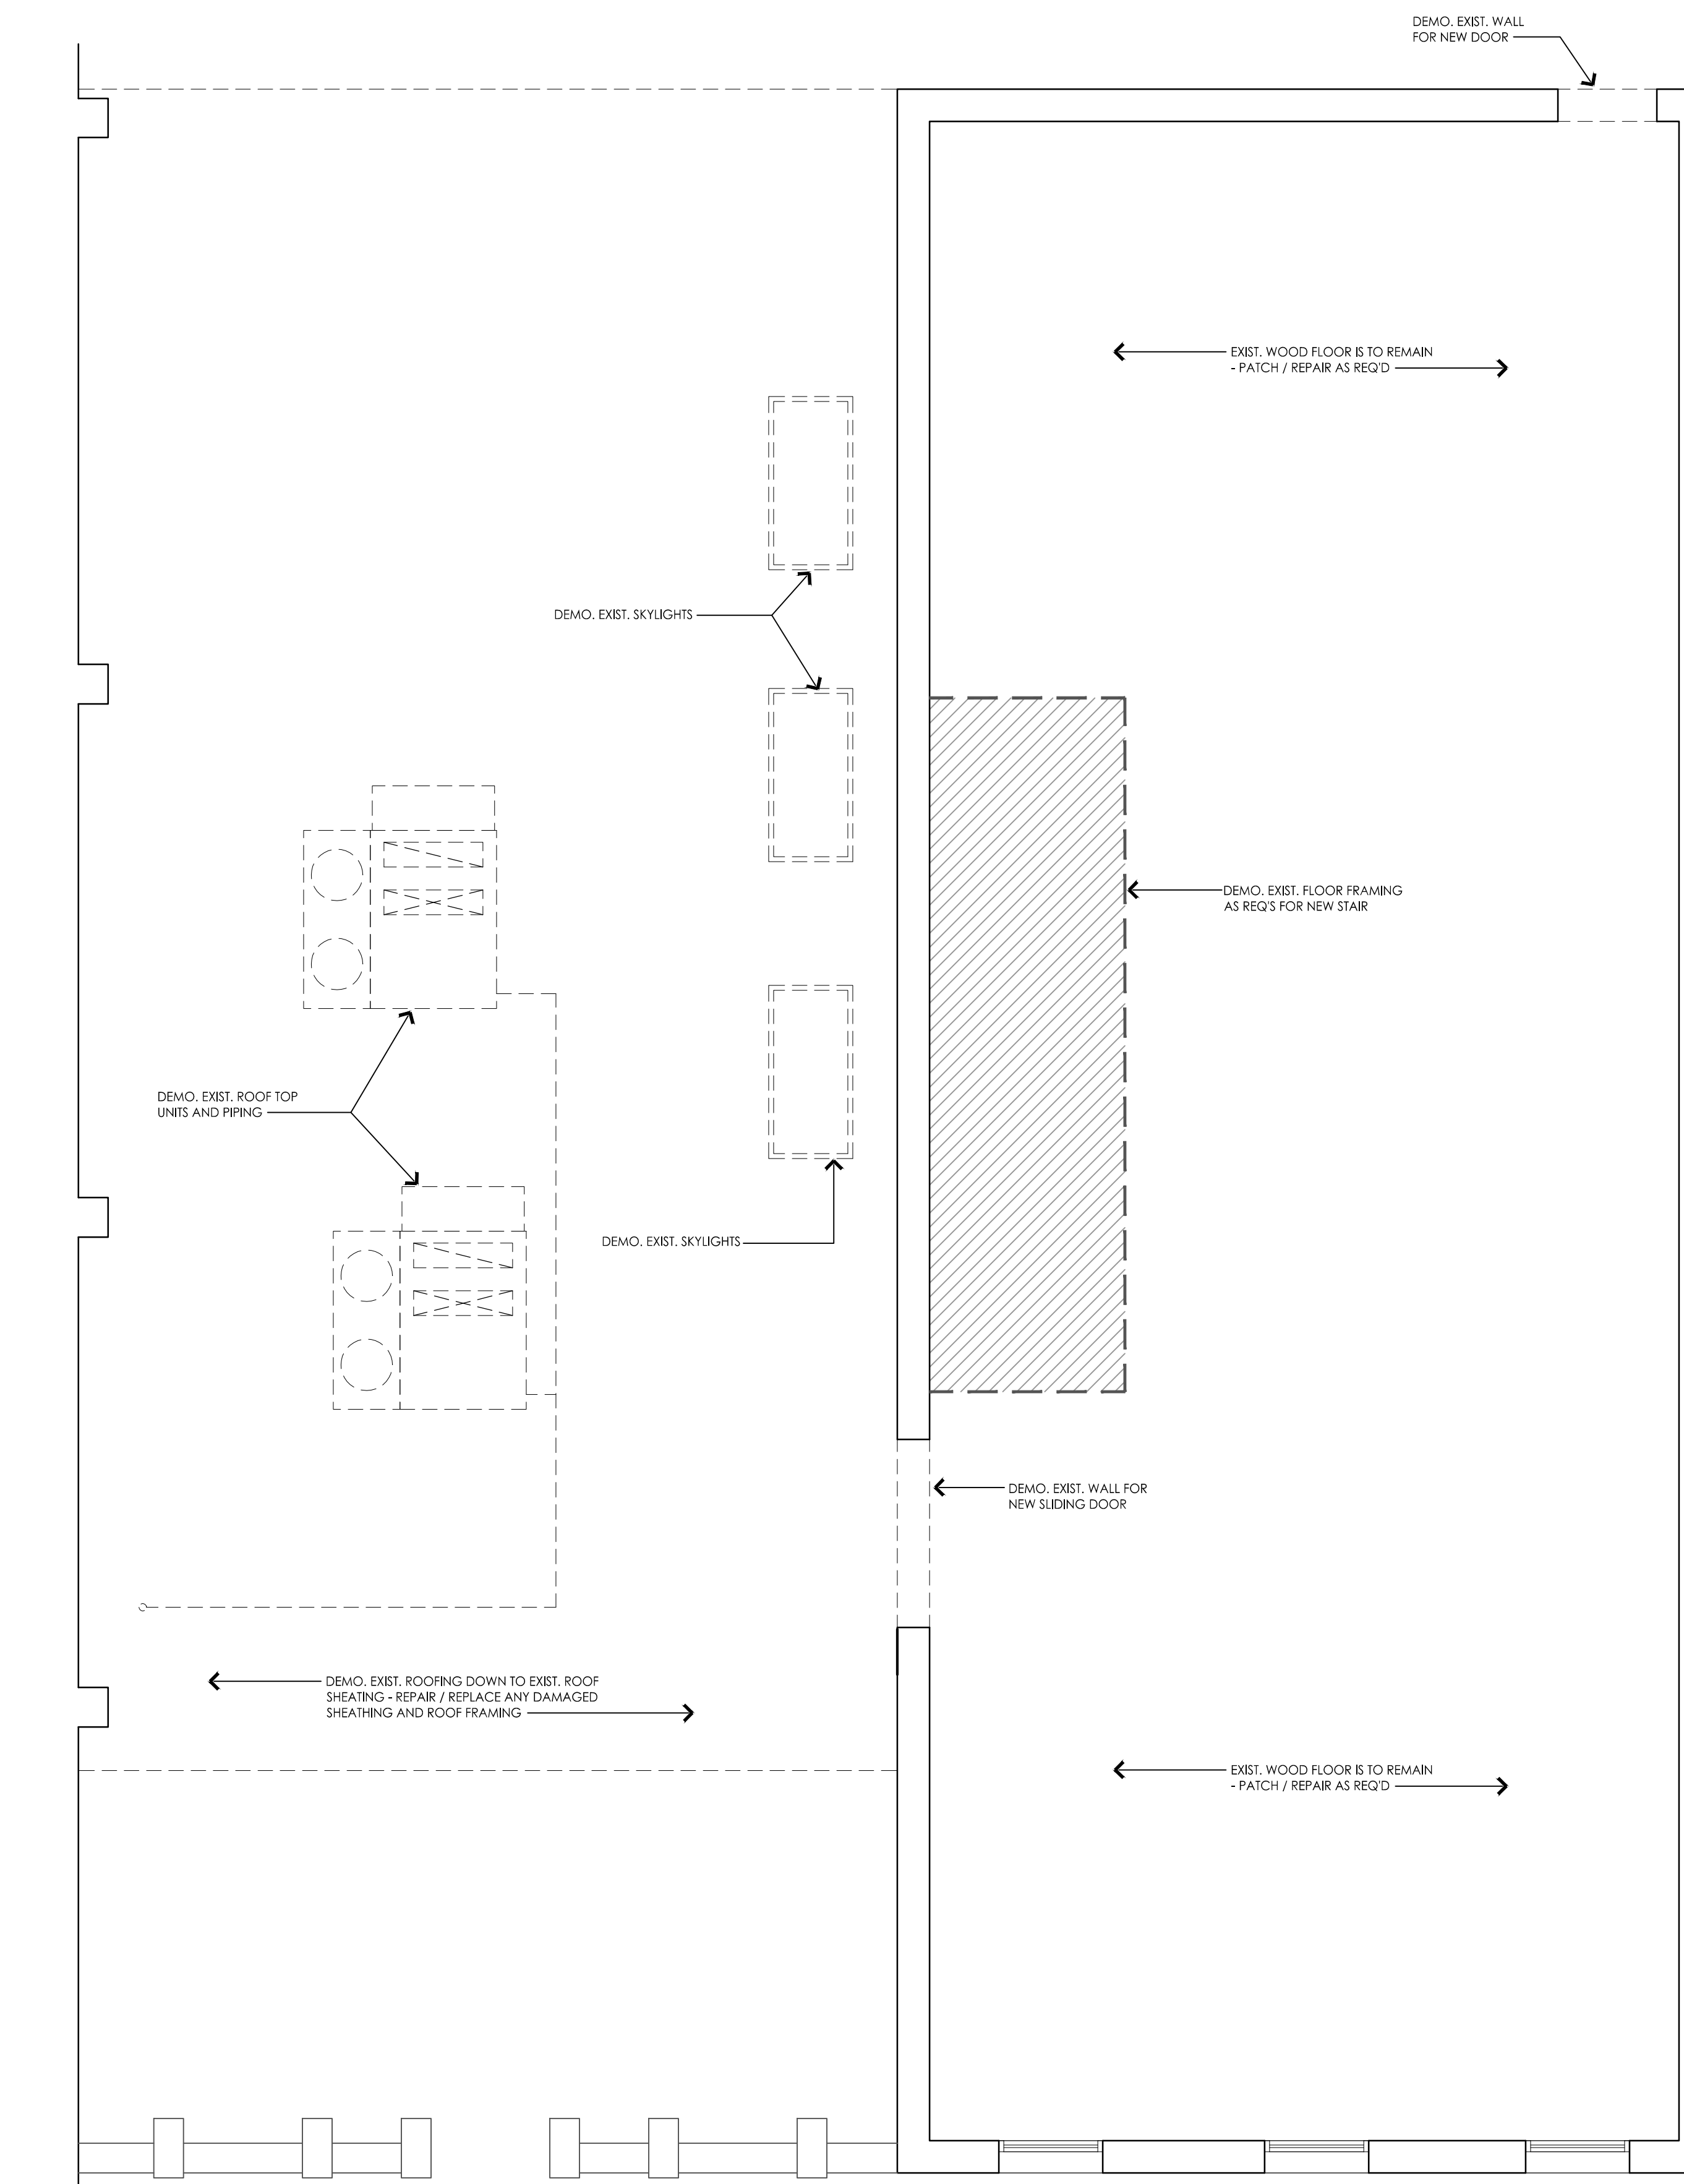 DEMO. EXIST. WALL
FOR NEW DOOR
EXIST. WOOD FLOOR IS TO REMAIN
- PATCH / REPAIR AS REQ'D
DEMO. EXIST. SKYLIGHTS
DEMO. EXIST. FLOOR FRAMING
AS REQ'S FOR NEW STAIR
DEMO. EXIST. ROOF TOP
UNITS AND PIPING
DEMO. EXIST. SKYLIGHTS
DEMO. EXIST. WALL FOR
NEW SLIDING DOOR
DEMO. EXIST. ROOFING DOWN TO EXIST. ROOF
SHEATING - REPAIR / REPLACE ANY DAMAGED
SHEATHING AND ROOF FRAMING
EXIST. WOOD FLOOR IS TO REMAIN
- PATCH / REPAIR AS REQ'D